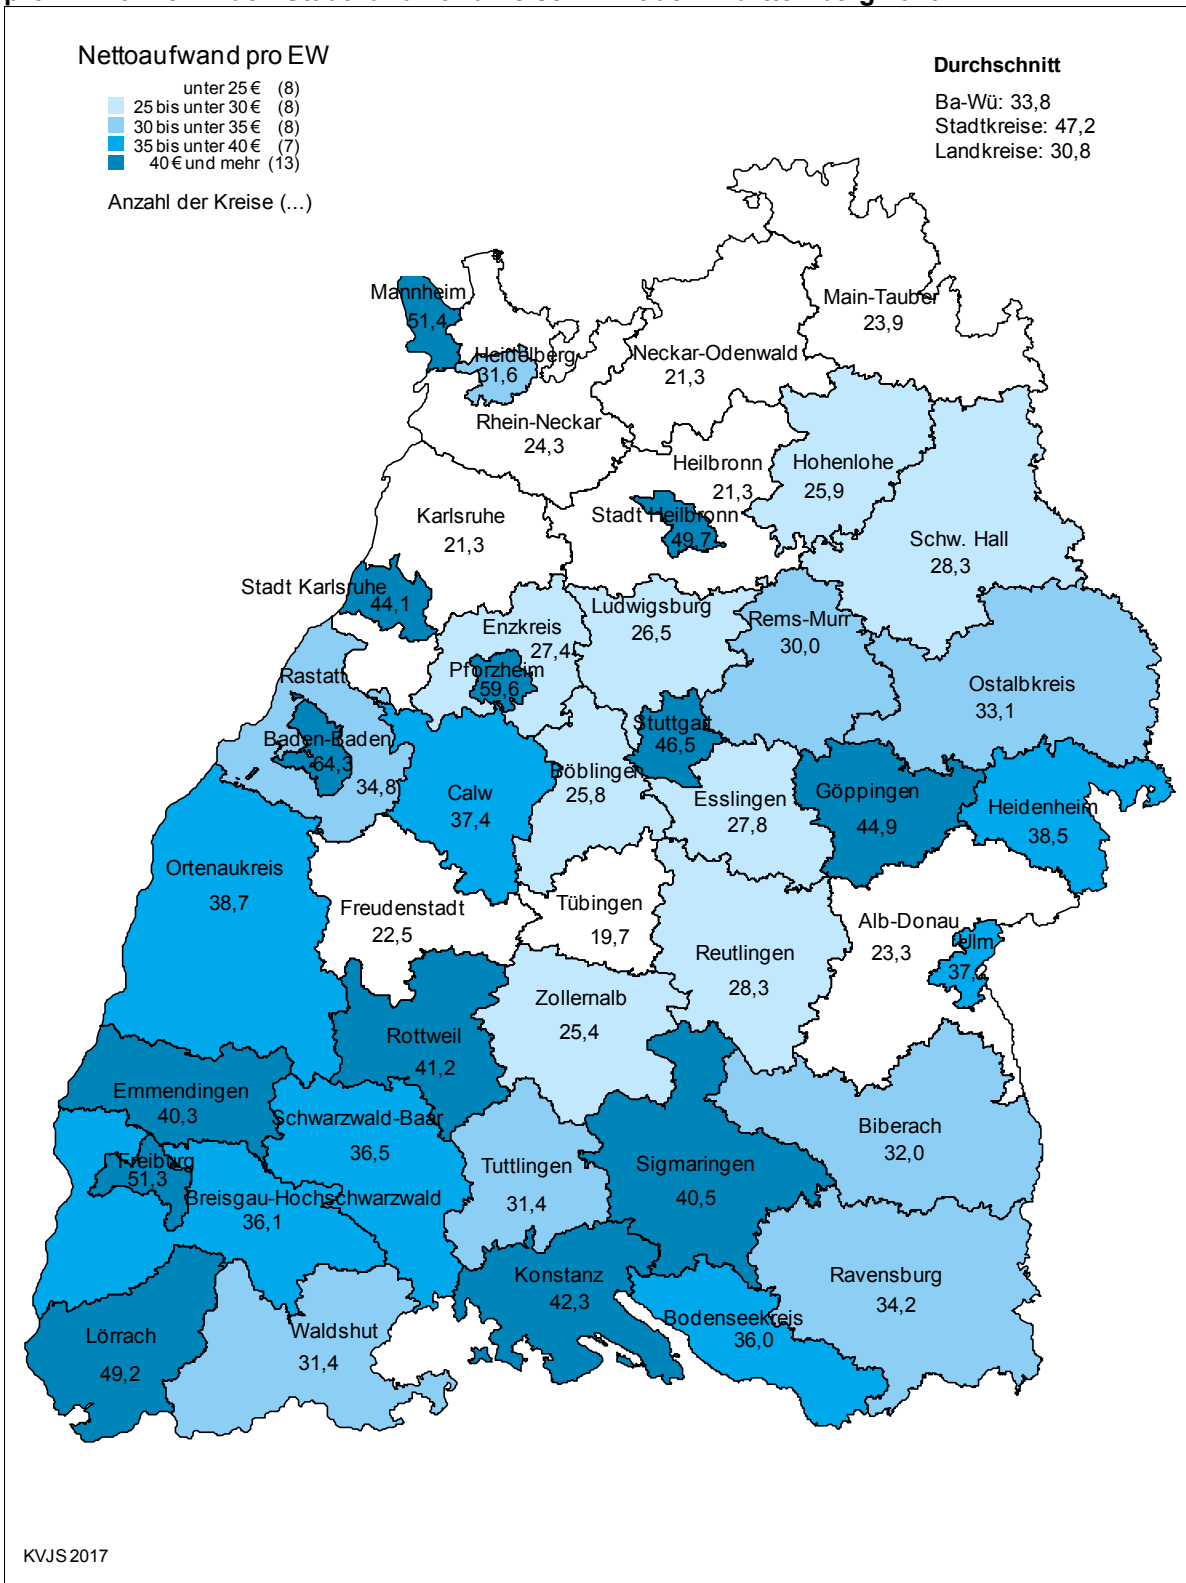 Nettoaufwand pro EW
unter 25 € (8)
25 bis unter 30 € (8)
30 bis unter 35 € (8)
35 bis unter 40 € (7)
40 € und mehr (13)
Anzahl der Kreise (...)
Durchschnitt
Ba-Wü: 33,8
Stadtkreise: 47,2
Landkreise: 30,8
Mannheim
51,4
Main-Tauber
23,9
Heidelberg
31,6
Neckar-Odenwald
21,3
Rhein-Neckar
24,3
Heilbronn
21,3
Hohenlohe
25,9
Stadt Heilbronn
49,7
Karlsruhe
21,3
Schw. Hall
28,3
Stadt Karlsruhe
44,1
Ludwigsburg
26,5
Enzkreis
27,4
Rems-Murr
30,0
Pforzheim
59,6
Rastatt
34,8
Ostalbkreis
33,1
Baden-Baden
64,3
Stuttgart
46,5
Böblingen
25,8
Calw
37,4
Esslingen
27,8
Göppingen
44,9
Heidenheim
38,5
Ortenaukreis
38,7
Freudenstadt
22,5
Tübingen
19,7
Alb-Donau
23,3
Ulm
37,
Reutlingen
28,3
Zollernalb
25,4
Rottweil
41,2
Emmendingen
40,3
Schwarzwald-Baar
36,5
Biberach
32,0
Freiburg
51,3
Tuttlingen
31,4
Sigmaringen
40,5
Breisgau-Hochschwarzwald
36,1
Konstanz
42,3
Ravensburg
34,2
Bodenseekreis
36,0
Lörrach
49,2
Waldshut
31,4
KVJS 2017